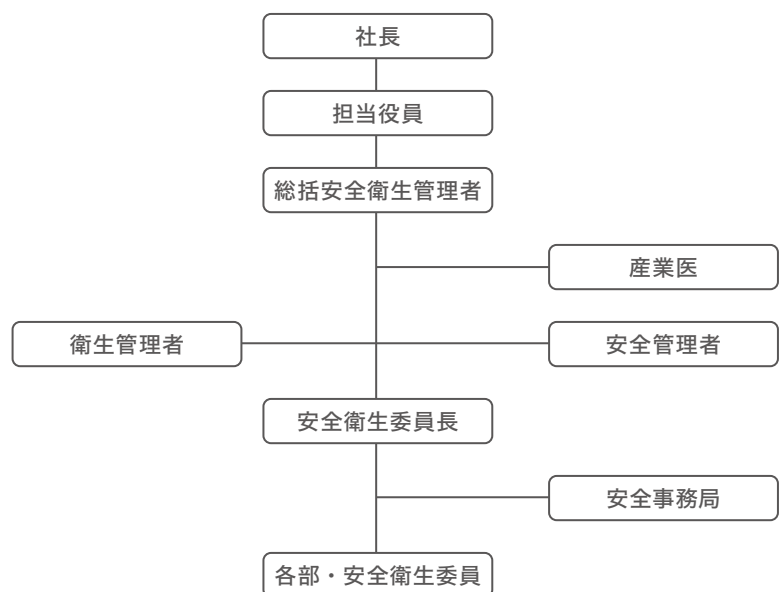 社長
担当役員
総括安全衛生管理者
産業医
衛生管理者
安全管理者
安全衛生委員長
安全事務局
各部・安全衛生委員